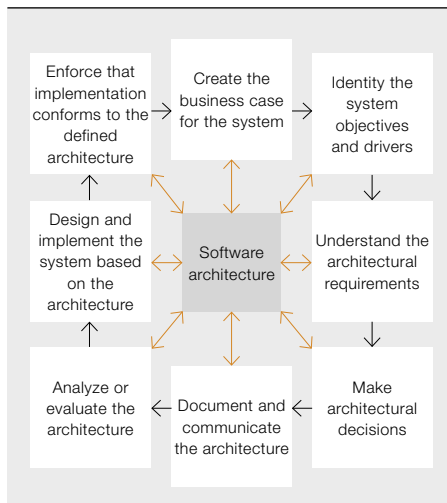 Enforce that
implementation
conforms to the
defined
architecture
Create the
business case
for the system
Identity the
system
objectives
and drivers
Design and
implement the
system based
on the
architecture
Software
architecture
Understand the
architectural
requirements
Analyze or
evaluate the
architecture
Document and
communicate
the architecture
Make
architectural
decisions